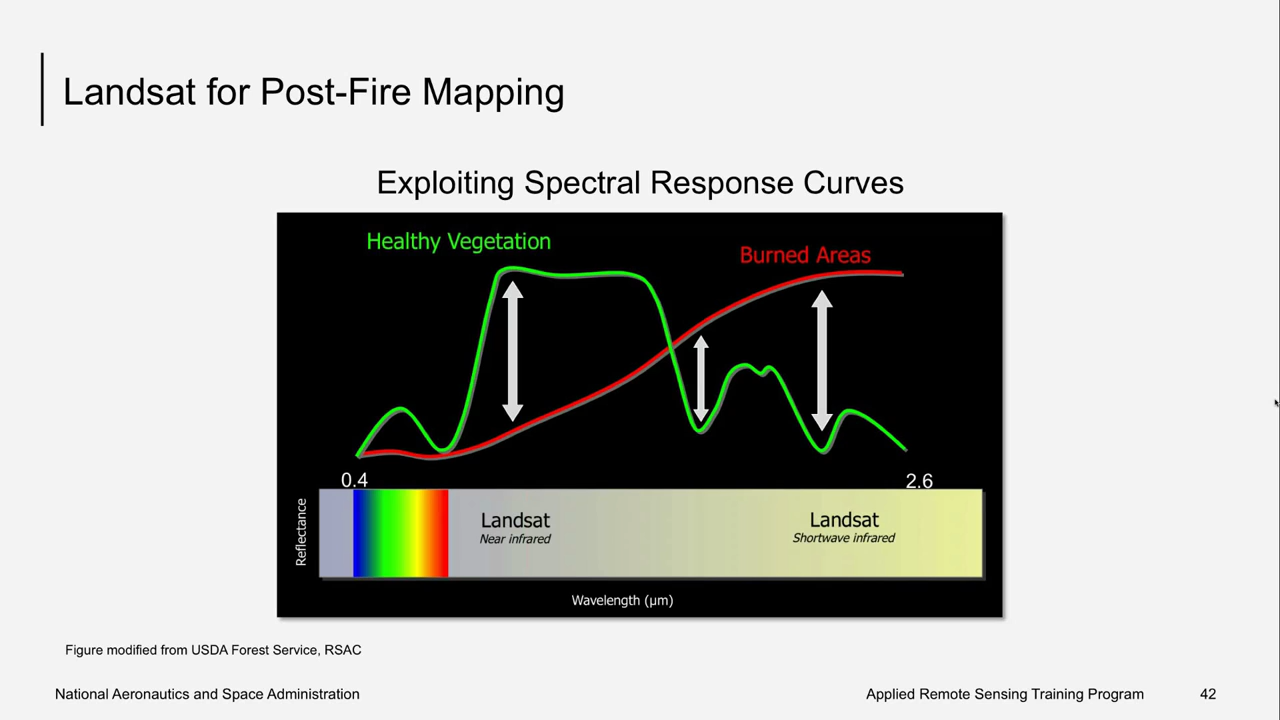 Landsat for Post-Fire Mapping
Exploiting Spectral Response Curves
Healthy Vegetation
Burned Areas
0.4
2.6
Reflectance
Landsat
Near infrared
Landsat
Shortwave infrared
Wavelength (µm)
Figure modified from USDA Forest Service, RSAC
National Aeronautics and Space Administration
Applied Remote Sensing Training Program
42